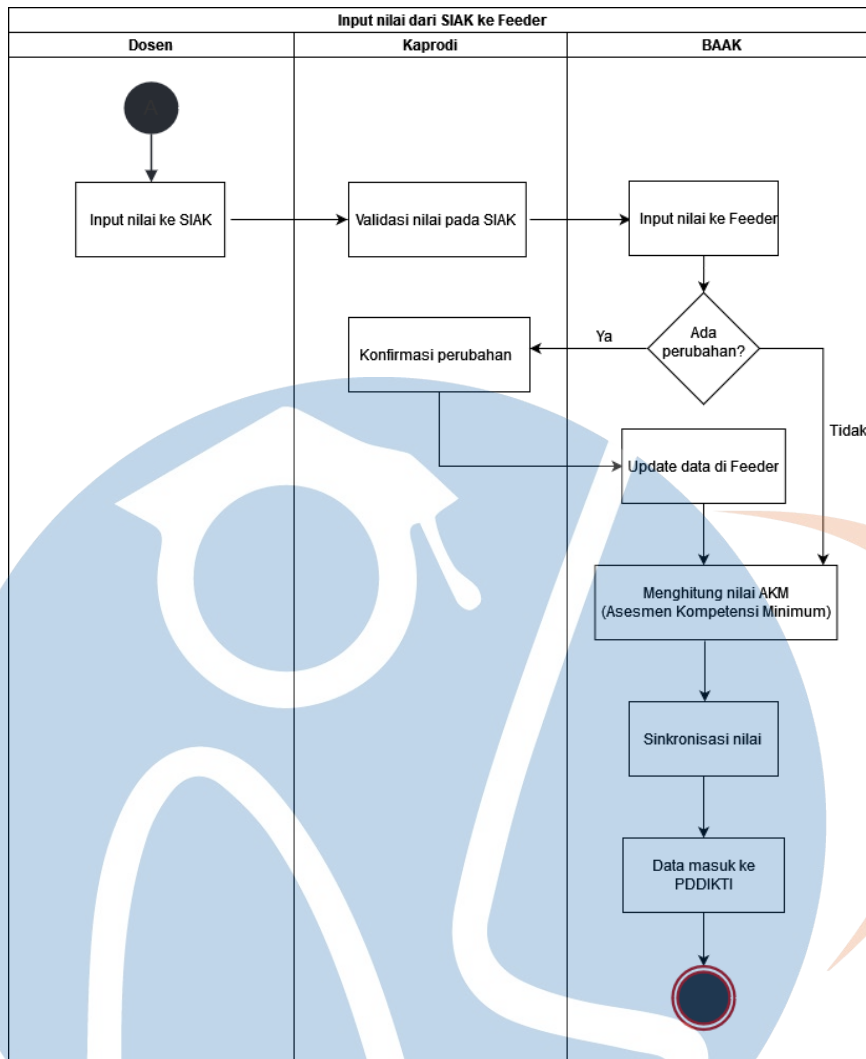 Input nilai dari SIAK ke Feeder
Dosen
Kaprodi
BAAK
A
Input nilai ke SIAK
Validasi nilai pada SIAK
Input nilai ke Feeder
Ada
perubahan?
Ya
Konfirmasi perubahan
Tidak
Update data di Feeder
Menghitung nilai AKM
(Asesmen Kompetensi Minimum)
Sinkronisasi nilai
Data masuk ke
PDDIKTI